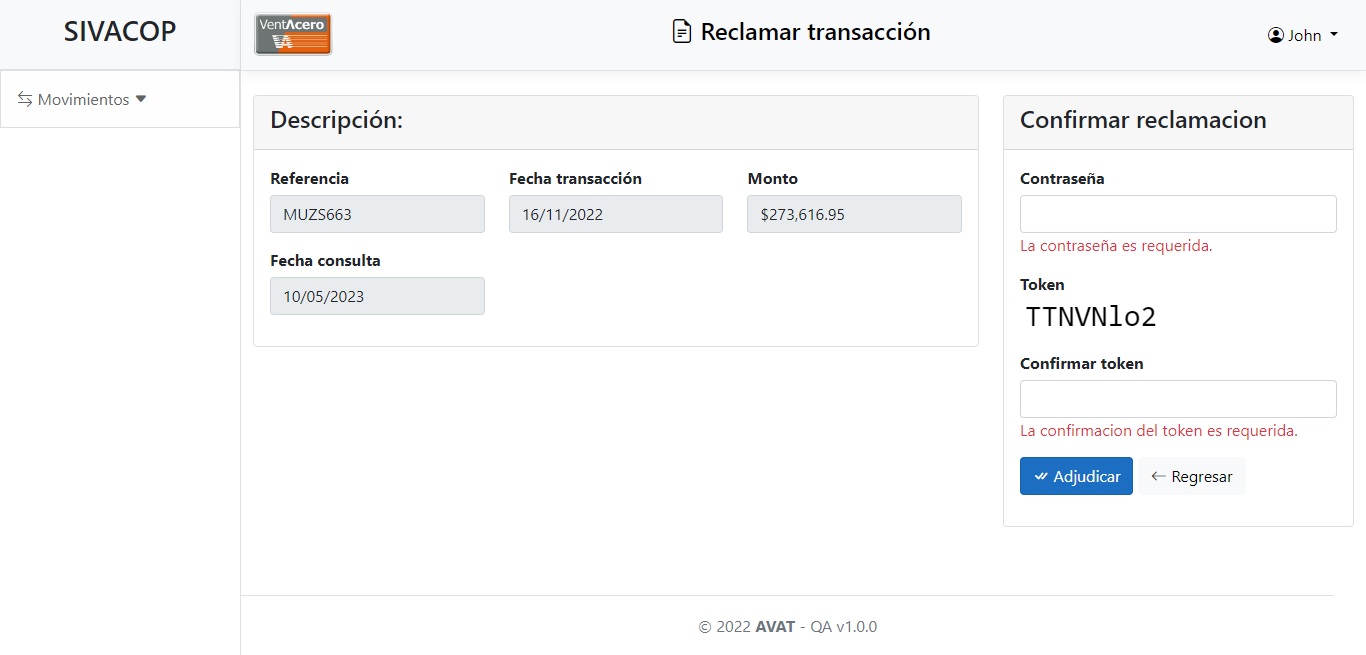 SIVACOP
VentAcero
VA
Reclamar transacción
John
Movimientos
Descripción:
Referencia
Fecha transacción
Monto
MUZS663
16/11/2022
$273,616.95
Fecha consulta
10/05/2023
Confirmar reclamacion
Contraseña
La contraseña es requerida.
Token
TTNVNlo2
Confirmar token
La confirmacion del token es requerida.
Adjudicar
Regresar
© 2022 AVAT - QA v1.0.0